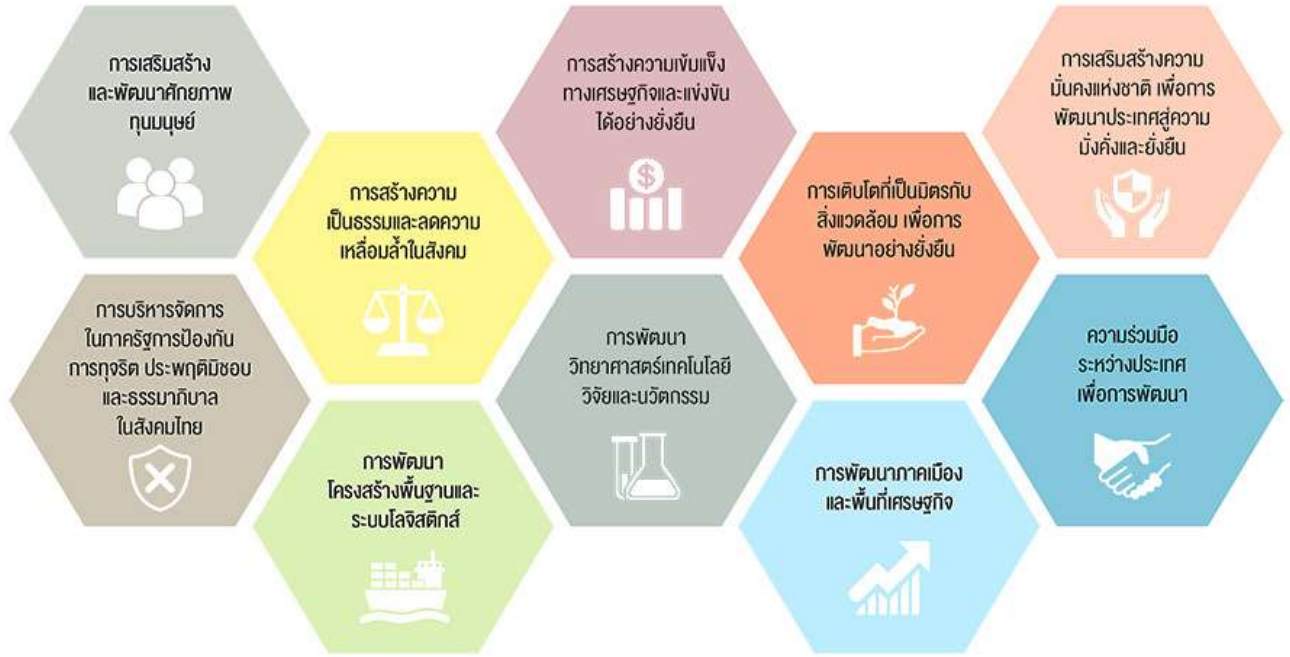 การเสริมสร้าง
และพัฒนาศักยภาพ
ทุนมนุษย์
การสร้างความ
เป็นธรรมและลดความ
เหลื่อมล้ำในสังคม
การสร้างความเข้มแข็ง
ทางเศรษฐกิจและแข่งขัน
ได้อย่างยั่งยืน
การเติบโตที่เป็นมิตรกับ
สิ่งแวดล้อม เพื่อการ
พัฒนาอย่างยั่งยืน
การเสริมสร้างความ
มั่นคงแห่งชาติ เพื่อการ
พัฒนาประเทศสู่ความ
มั่งคั่งและยั่งยืน
การบริหารจัดการ
ในภาครัฐการป้องกัน
การทุจริต ประพฤติมิชอบ
และธรรมาภิบาล
ในสังคมไทย
การพัฒนา
โครงสร้างพื้นฐานและ
ระบบโลจิสติกส์
การพัฒนา
วิทยาศาสตร์เทคโนโลยี
วิจัยและนวัตกรรม
การพัฒนาภาคเมือง
และพื้นที่เศรษฐกิจ
ความร่วมมือ
ระหว่างประเทศ
เพื่อการพัฒนา